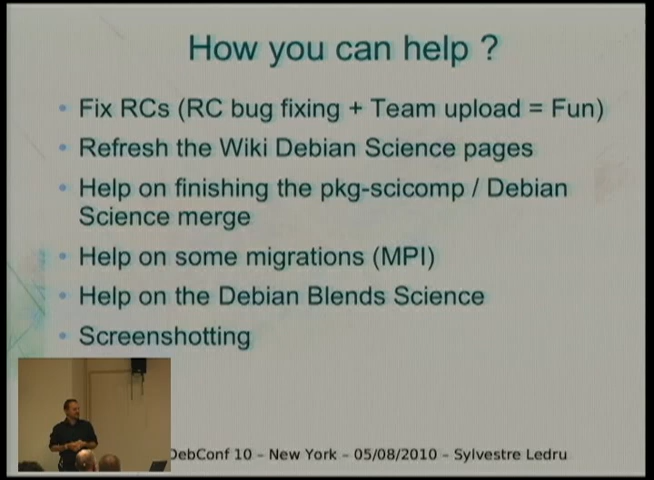 How you can help ?
Fix RCs (RC bug fixing + Team upload = Fun)
Refresh the Wiki Debian Science pages
Help on finishing the pkg-scicomp / Debian
Science merge
Help on some migrations (MPI)
Help on the Debian Blends Science
Screenshotting
DebConf 10 – New York – 05/08/2010 – Sylvestre Ledru